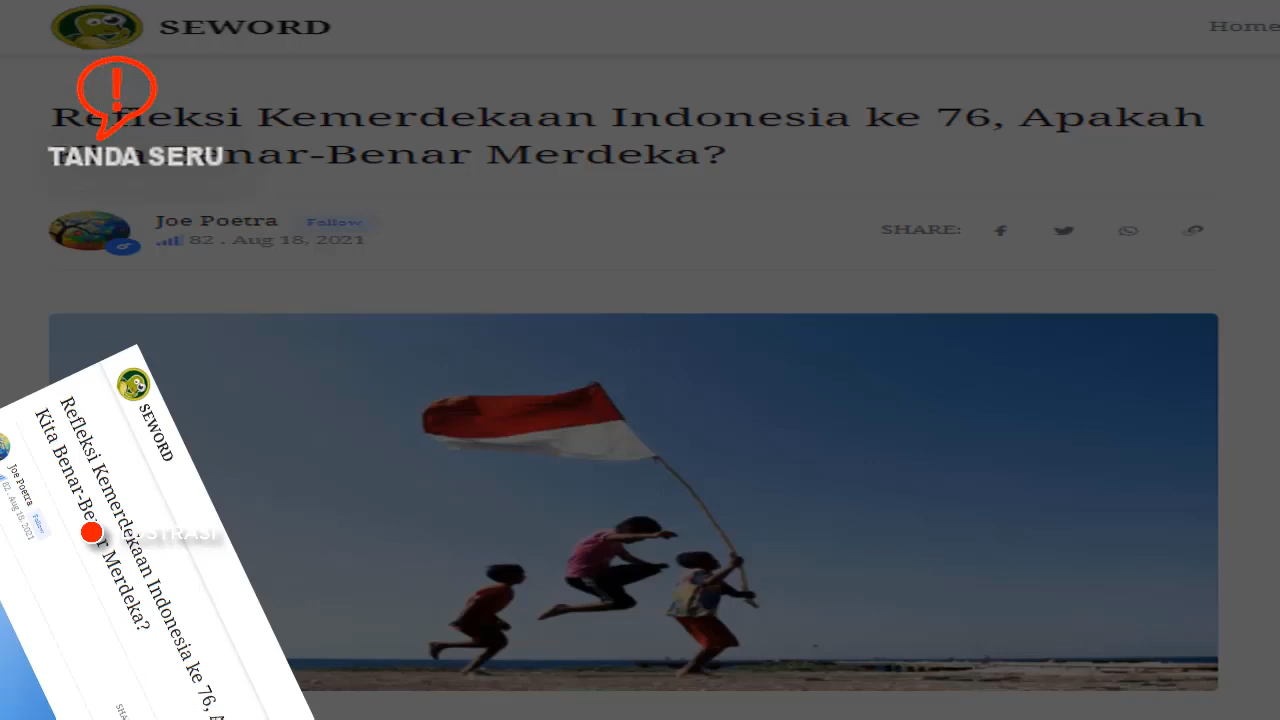 SEWORD
Home
Refleksi Kemerdekaan Indonesia ke 76, Apakah
Benar-Benar Merdeka?
TANDA SERU
Joe Poetra Follow
82 . Aug 18, 2021
SHARE:
SEWORD
Refleksi Kemerdekaan Indonesia ke 76,
Kita Benar-Benar Merdeka?
Joe Poetra Follow
82 . Aug 18, 2021
ILUSTRASI